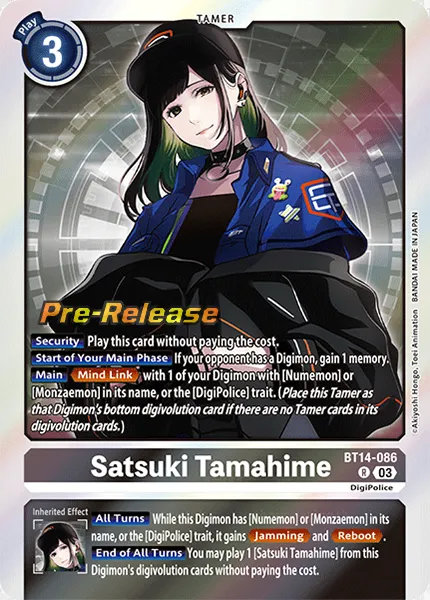 TAMER
Play
3
Pre-Release
Security Play this card without paying the cost.
Start of Your Main Phase If your opponent has a Digimon, gain 1 memory.
Main Mind Link with 1 of your Digimon with [Numemon] or
[Monzaemon] in its name, or the [DigiPolice] trait. (Place this Tamer as
that Digimon's bottom digivolution card if there are no Tamer cards in its
digivolution cards.)
©Akiyoshi Hongo, Toei Animation BANDAI MADE IN JAPAN
Satsuki Tamahime
BT14-086
R 03
DigiPolice
Inherited Effect
All Turns While this Digimon has [Numemon] or [Monzaemon] in its
name, or the [DigiPolice] trait, it gains Jamming and Reboot.
End of All Turns You may play 1 [Satsuki Tamahime] from this
Digimon's digivolution cards without paying the cost.